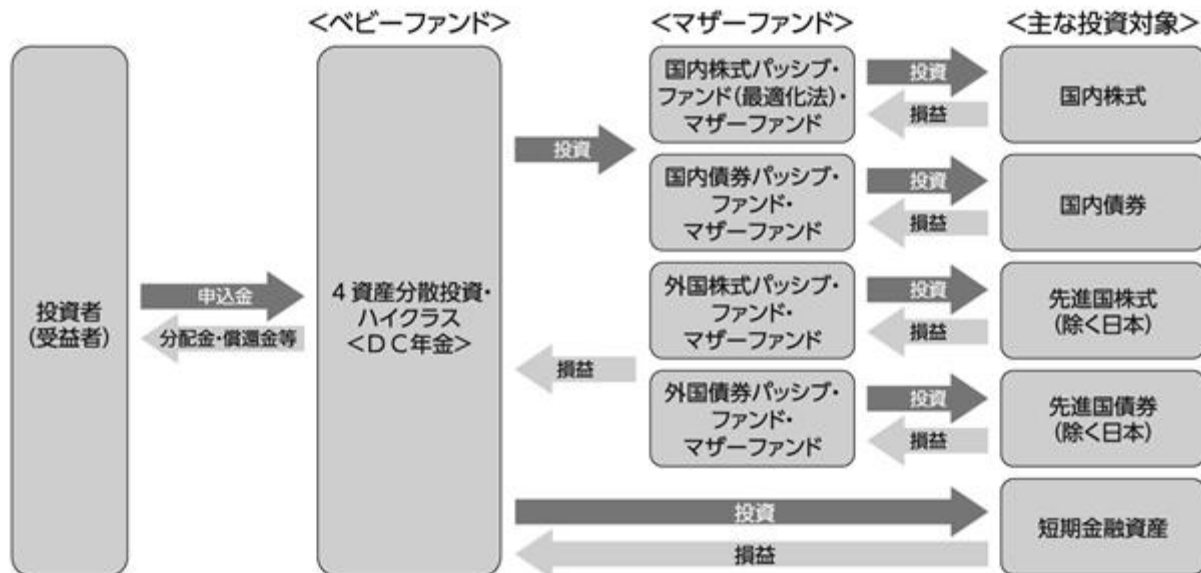 <ベビーファンド>
<マザーファンド>
<主な投資対象>
投資者
(受益者)
申込金
分配金・償還金等
4資産分散投資・
ハイクラス
<DC年金>
投資
損益
国内株式パッシブ・
ファンド(最適化法)・
マザーファンド
投資
損益
国内株式
国内債券パッシブ・
ファンド・
マザーファンド
投資
損益
国内債券
外国株式パッシブ・
ファンド・
マザーファンド
投資
損益
先進国株式
(除く日本)
外国債券パッシブ・
ファンド・
マザーファンド
投資
損益
先進国債券
(除く日本)
投資
損益
短期金融資産